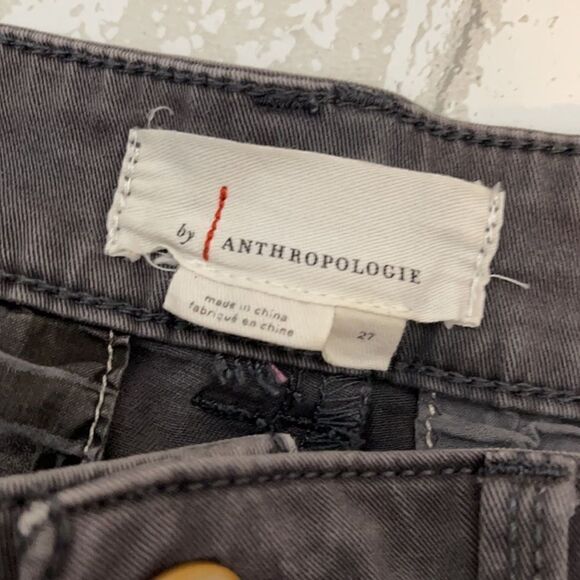 by ANTHROPOLOGIE
made in china
fabriqué en chine
27